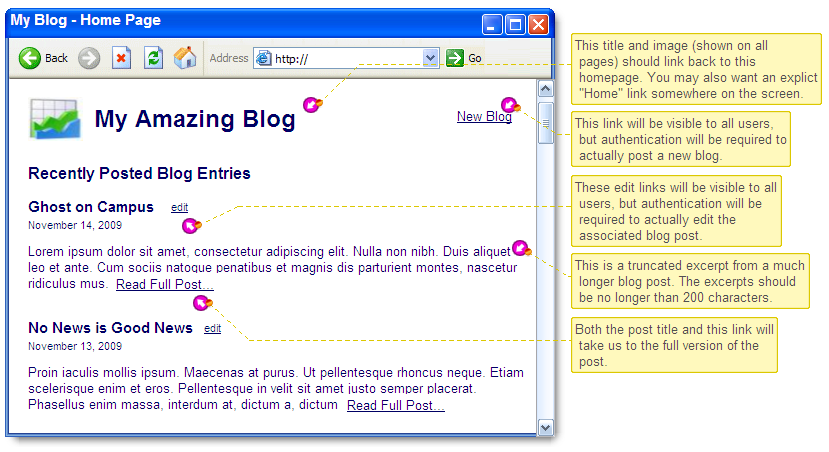 My Blog - Home Page
Back
Address
http://
Go
My Amazing Blog
New Blog
Recently Posted Blog Entries
Ghost on Campus edit
November 14, 2009
Lorem ipsum dolor sit amet, consectetur adipiscing elit. Nulla non nibh. Duis aliquet
leo et ante. Cum sociis natoque penatibus et magnis dis parturient montes, nascetur
ridiculus mus. Read Full Post...
No News is Good News edit
November 13, 2009
Proin iaculis mollis ipsum. Maecenas at purus. Ut pellentesque rhoncus neque. Etiam
scelerisque enim et eros. Pellentesque in velit sit amet justo semper placerat.
Phasellus enim massa, interdum at, dictum a, dictum Read Full Post...
This title and image (shown on all
pages) should link back to this
homepage. You may also want an explict
"Home" link somewhere on the screen.
This link will be visible to all users,
but authentication will be required to
actually post a new blog.
These edit links will be visible to all
users, but authentication will be
required to actually edit the
associated blog post.
This is a truncated excerpt from a much
longer blog post. The excerpts should
be no longer than 200 characters.
Both the post title and this link will
take us to the full version of the
post.